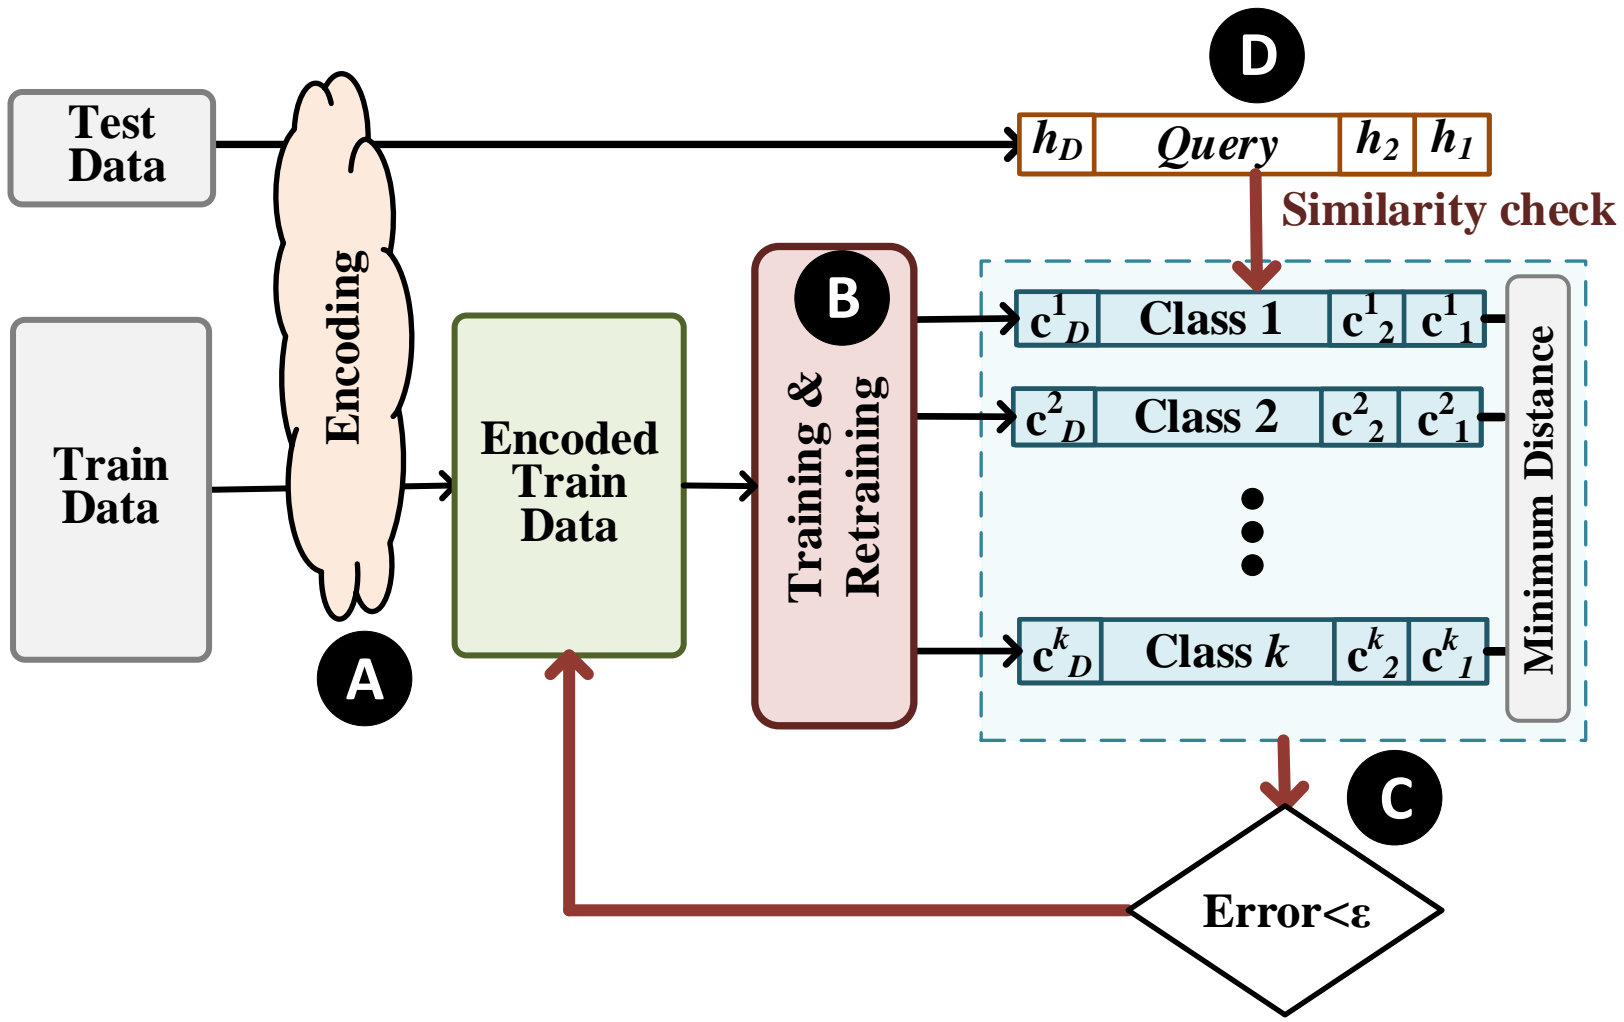 D
Test
Data
h_D Query h_2 h_1
Similarity check
Encoding
B
Training &
Retraining
c^1_D Class 1 c^1_2 c^1_1
c^2_D Class 2 c^2_2 c^2_1
Minimum Distance
Train
Data
Encoded
Train
Data
c^k_D Class k c^k_2 c^k_1
A
C
Error<ε